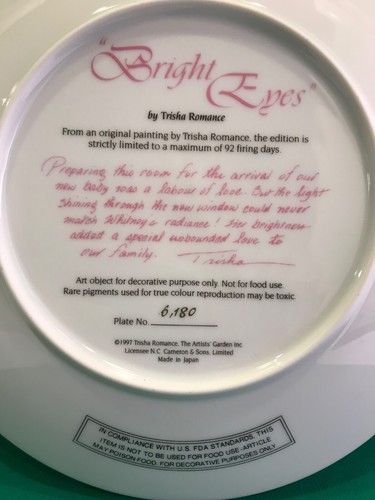 "Bright
Eyes"
by Trisha Romance
From an original painting by Trisha Romance, the edition is
strictly limited to a maximum of 92 firing days.
Preparing this room for the arrival of our
new baby was a labour of love. But the light
shining through the new window could never
match Whitney's radiance! Her brightness
added a special unbounded love to
our family. Trisha
Art object for decorative purpose only. Not for food use.
Rare pigments used for true colour reproduction may be toxic.
Plate No. 6,180
©1997 Trisha Romance, The Artists' Garden Inc
Licensee N.C. Cameron & Sons. Limited
Made in Japan
IN COMPLIANCE WITH U.S. FDA STANDARDS, THIS
ITEM IS NOT TO BE USED FOR FOOD USE-ARTICLE
MAY POISON FOOD. FOR DECORATIVE PURPOSES ONLY